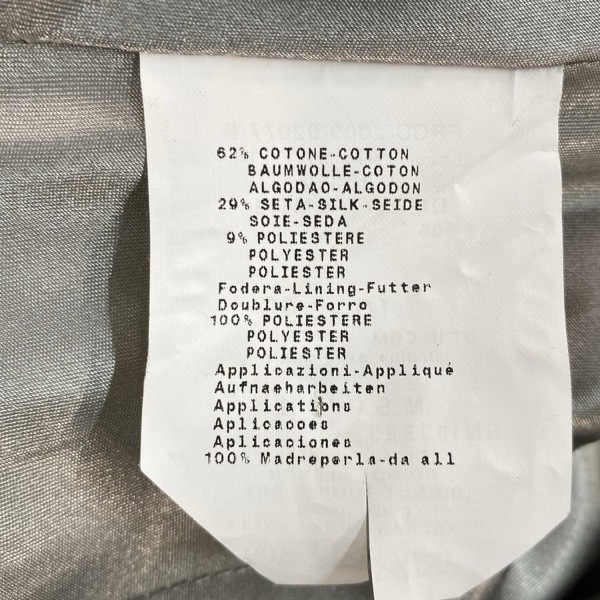 62% COTONE-COTTON
BAUMWOLLE-COTON
ALGODAO-ALGODON
29% SETA-SILK-SEIDE
SOIE-SEDA
9% POLIESTERE
POLYESTER
POLIESTER
Fodera-Lining-Futter
Doublure-Forro
100% POLIESTERE
POLYESTER
POLIESTER
Applicazioni-Appliqué
Aufnaeharbeiten
Applications
Aplicacoes
Aplicaciones
100% Madreperla-da all